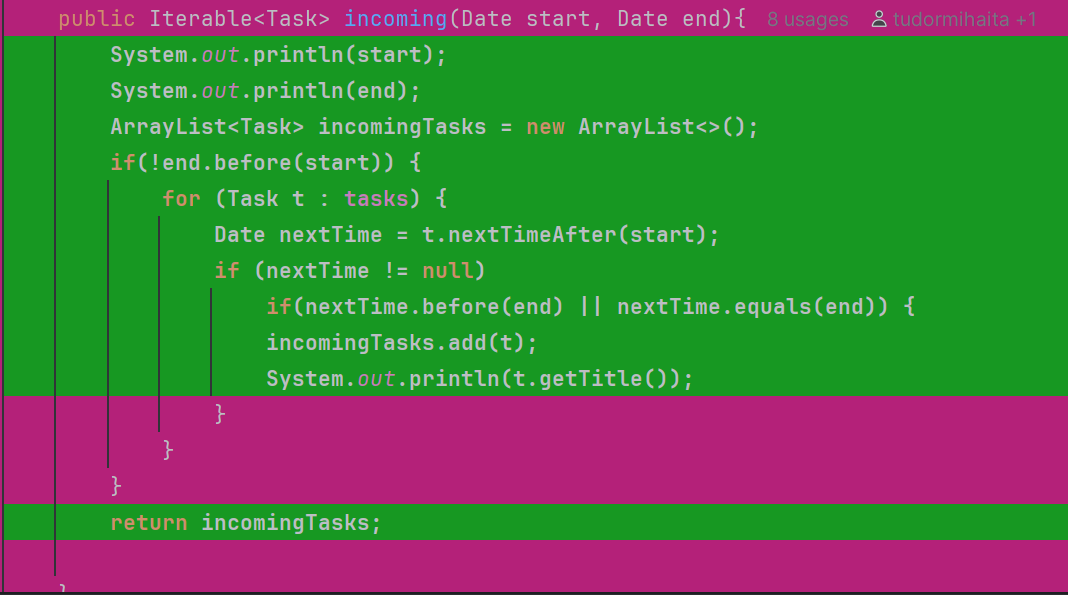 public Iterable<Task> incoming(Date start, Date end){ 8 usages tudormihaita +1
System.out.println(start);
System.out.println(end);
ArrayList<Task> incomingTasks = new ArrayList<>();
if(!end.before(start)) {
for (Task t : tasks) {
Date nextTime = t.nextTimeAfter(start);
if (nextTime != null)
if(nextTime.before(end) || nextTime.equals(end)) {
incomingTasks.add(t);
System.out.println(t.getTitle());
}
}
}
return incomingTasks;
}